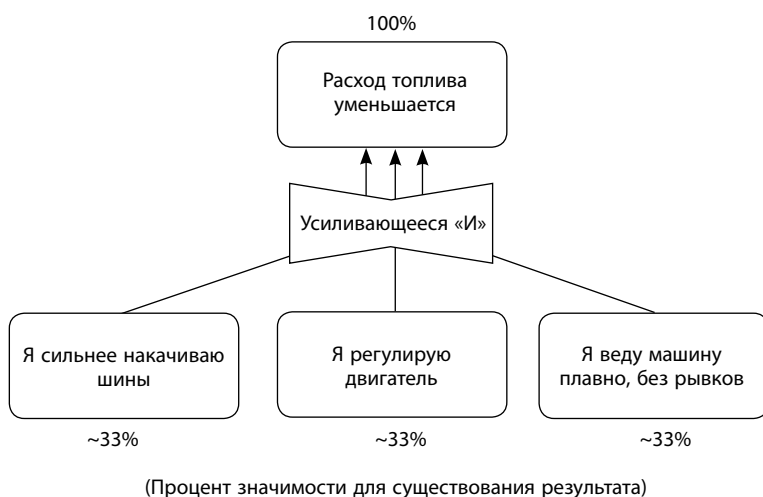 100%
Расход топлива
уменьшается
Усиливающееся «И»
Я сильнее накачиваю
шины
Я регулирую
двигатель
Я веду машину
плавно, без рывков
~33%
~33%
~33%
(Процент значимости для существования результата)